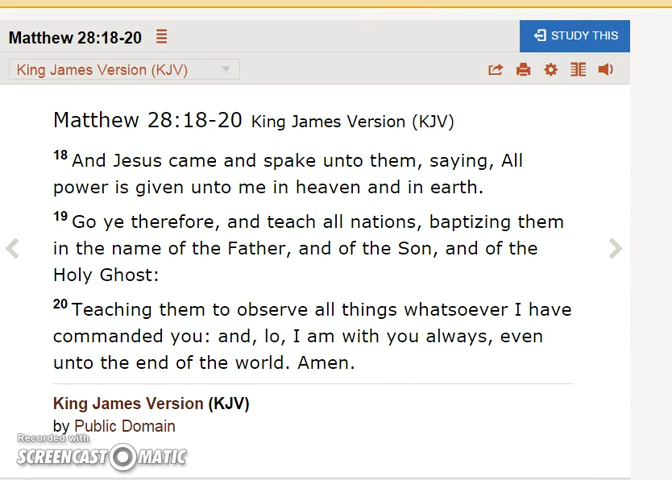 Matthew 28:18-20
STUDY THIS
King James Version (KJV)
Matthew 28:18-20 King James Version (KJV)
18 And Jesus came and spake unto them, saying, All
power is given unto me in heaven and in earth.
19 Go ye therefore, and teach all nations, baptizing them
in the name of the Father, and of the Son, and of the
Holy Ghost:
20 Teaching them to observe all things whatsoever I have
commanded you: and, lo, I am with you always, even
unto the end of the world. Amen.
King James Version (KJV)
by Public Domain
Recorded with
SCREENCAST-O-MATIC